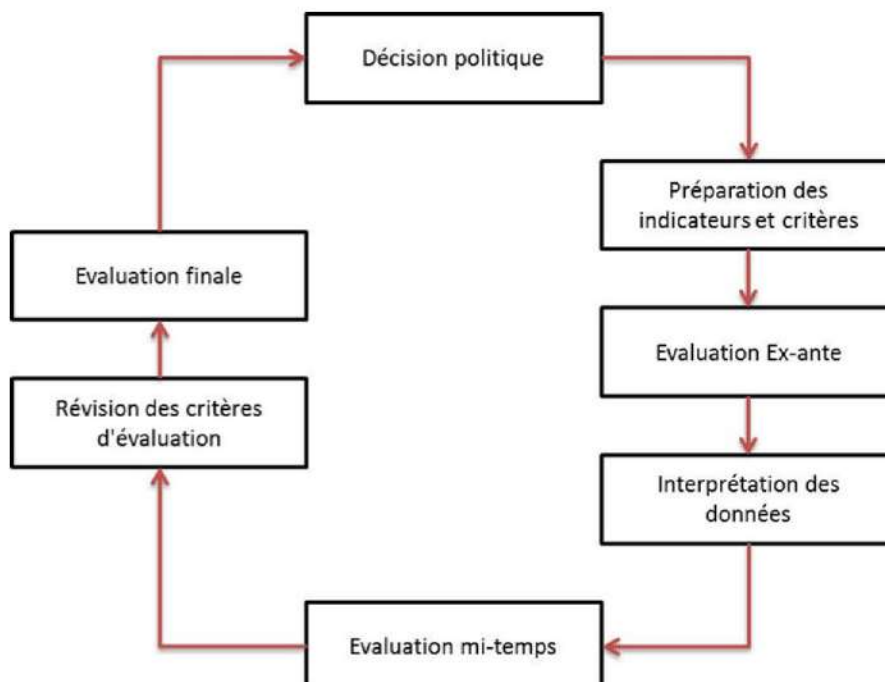 Décision politique
Préparation des
indicateurs et critères
Evaluation Ex-ante
Interprétation des
données
Evaluation mi-temps
Révision des critères
d'évaluation
Evaluation finale